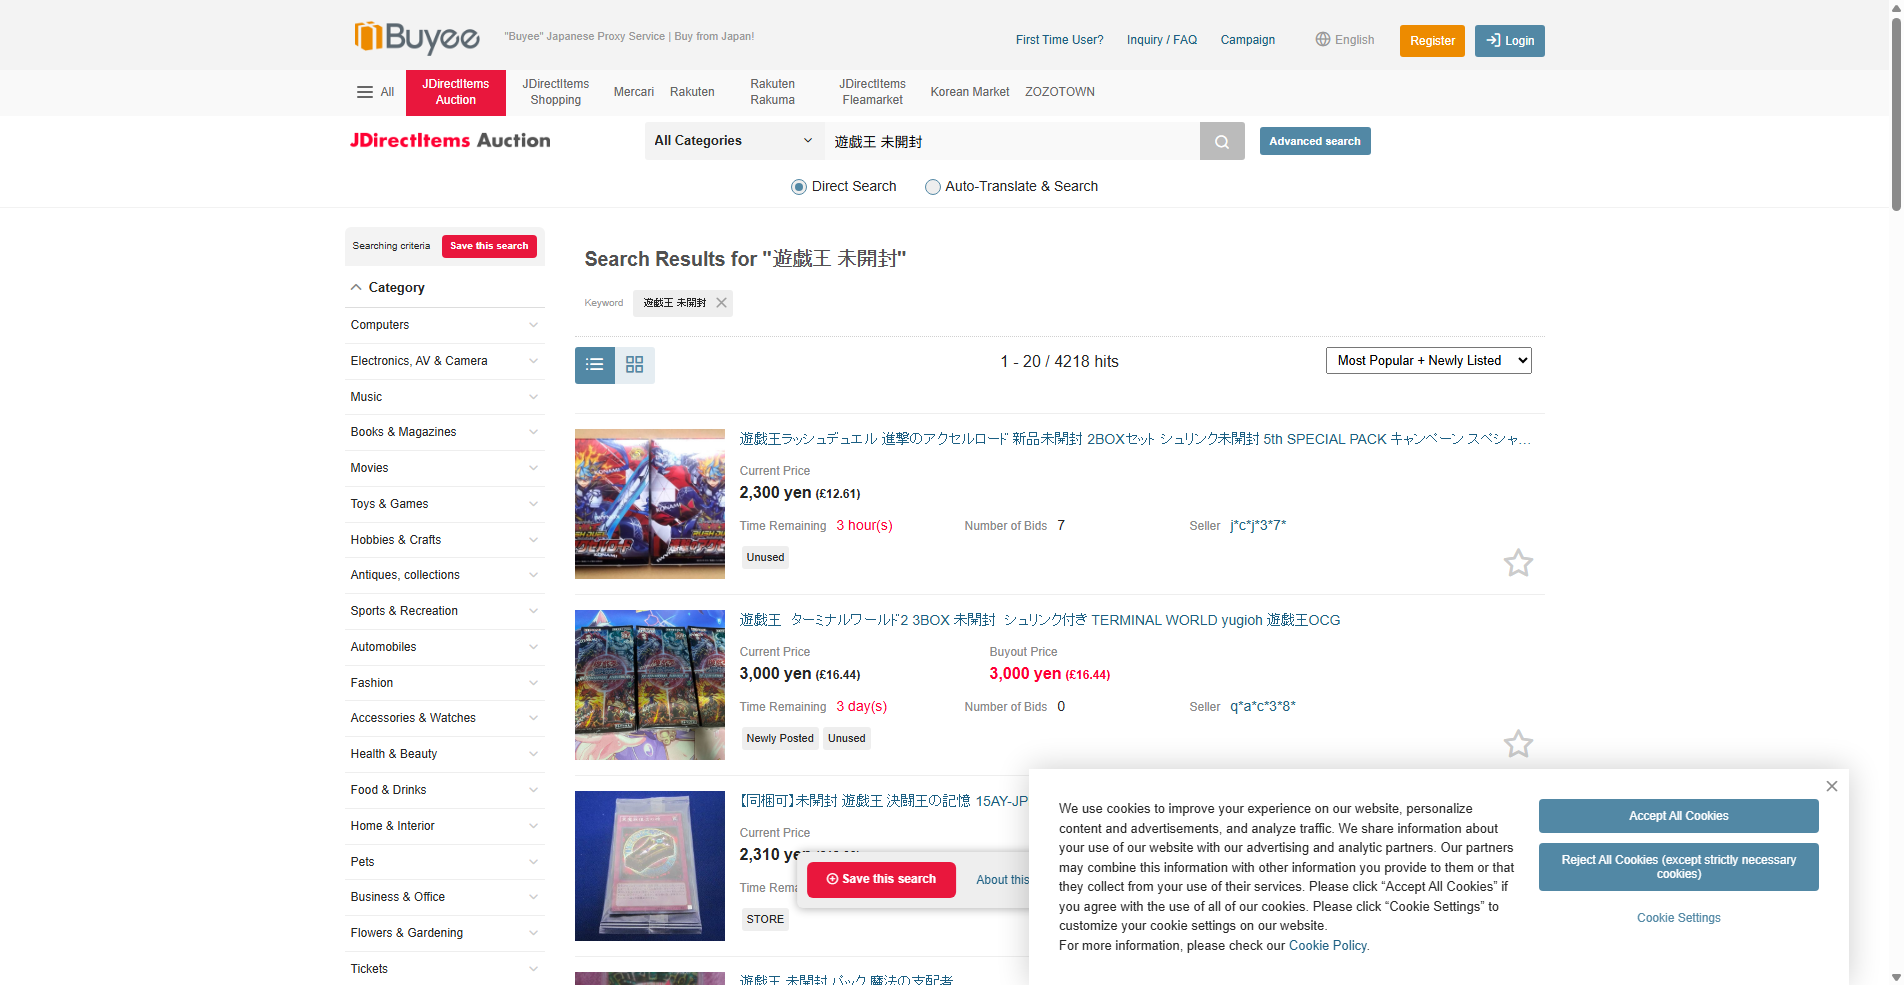 Buyee
"Buyee" Japanese Proxy Service | Buy from Japan!
First Time User?
Inquiry / FAQ
Campaign
English
Register
Login
All
JDirectItems Auction
JDirectItems Shopping
Mercari
Rakuten
Rakuten Rakuma
JDirectItems Fleamarket
Korean Market
ZOZOTOWN
JDirectItems Auction
All Categories
遊戯王 未開封
Advanced search
Direct Search
Auto-Translate & Search
Searching criteria
Save this search
Category
Computers
Electronics, AV & Camera
Music
Books & Magazines
Movies
Toys & Games
Hobbies & Crafts
Antiques, collections
Sports & Recreation
Automobiles
Fashion
Accessories & Watches
Health & Beauty
Food & Drinks
Home & Interior
Pets
Business & Office
Flowers & Gardening
Tickets
Search Results for "遊戯王 未開封"
Keyword
遊戯王 未開封
1 - 20 / 4218 hits
Most Popular + Newly Listed
遊戯王ラッシュデュエル 進撃のアクセルロード 新品未開封 2BOXセット シュリンク未開封 5th SPECIAL PACK キャンペーン スペシャ...
Current Price
2,300 yen (£12.61)
Time Remaining 3 hour(s)
Number of Bids 7
Seller j*c*j*3*7*
Unused
遊戯王 ターミナルワールド2 3BOX 未開封 シュリンク付き TERMINAL WORLD yugioh 遊戯王OCG
Current Price
3,000 yen (£16.44)
Buyout Price
3,000 yen (£16.44)
Time Remaining 3 day(s)
Number of Bids 0
Seller q*a*c*3*8*
Newly Posted
Unused
【同梱可】未開封 遊戯王 決闘王の記憶 15AY-JP
Current Price
2,310
Time
STORE
遊戯王 未開封 パック 魔法の支配者
Save this search
About this
We use cookies to improve your experience on our website, personalize
content and advertisements, and analyze traffic. We share information about
your use of our website with our advertising and analytic partners. Our partners
may combine this information with other information you provide to them or that
they collect from your use of their services. Please click “Accept All Cookies” if
you agree with the use of all of our cookies. Please click “Cookie Settings” to
customize your cookie settings on our website.
For more information, please check our Cookie Policy.
Accept All Cookies
Reject All Cookies (except strictly necessary
cookies)
Cookie Settings